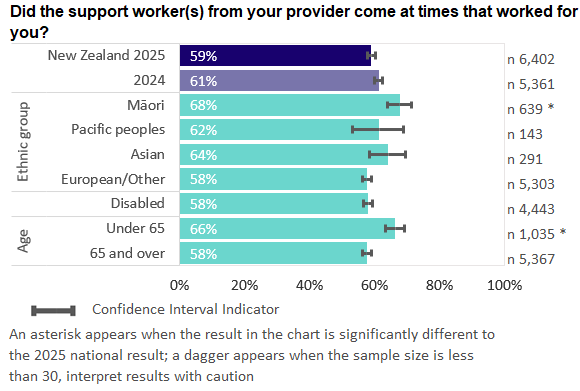 Did the support worker(s) from your provider come at times that worked for
you?
New Zealand 2025 59% n 6,402
2024 61% n 5,361
Ethnic group
Māori 68% n 639 *
Pacific peoples 62% n 143
Asian 64% n 291
European/Other 58% n 5,303
Disabled 58% n 4,443
Age
Under 65 66% n 1,035 *
65 and over 58% n 5,367
0% 20% 40% 60% 80% 100%
Confidence Interval Indicator
An asterisk appears when the result in the chart is significantly different to
the 2025 national result; a dagger appears when the sample size is less
than 30, interpret results with caution